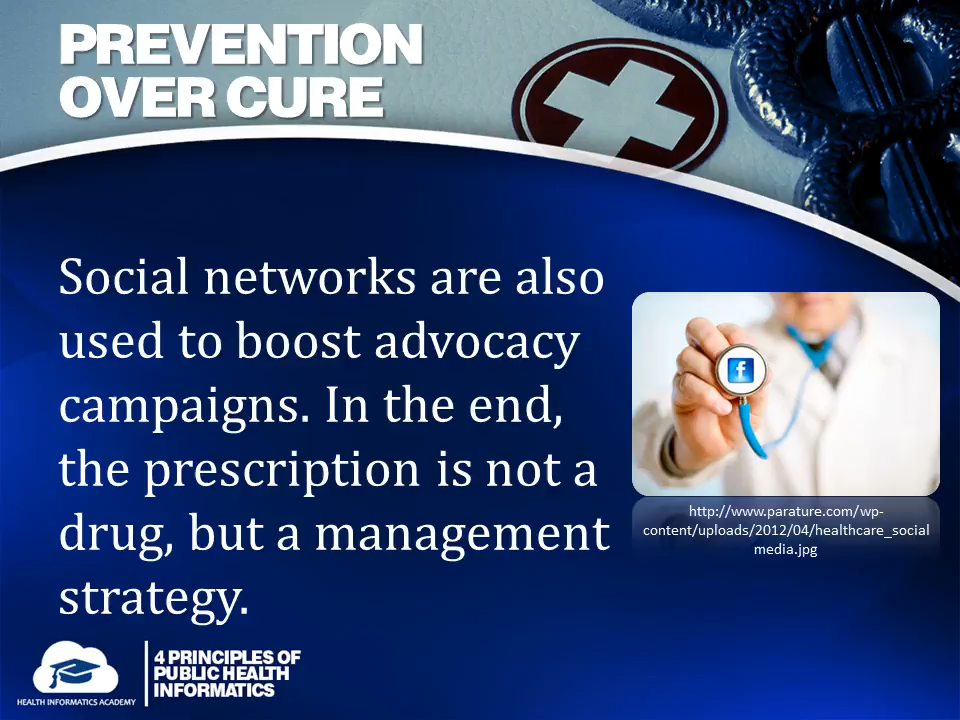 PREVENTION
OVER CURE
Social networks are also
used to boost advocacy
campaigns. In the end,
the prescription is not a
drug, but a management
strategy.
f
http://www.parature.com/wp-
content/uploads/2012/04/healthcare_social
media.jpg
HEALTH INFORMATICS ACADEMY
4 PRINCIPLES OF
PUBLIC HEALTH
INFORMATICS